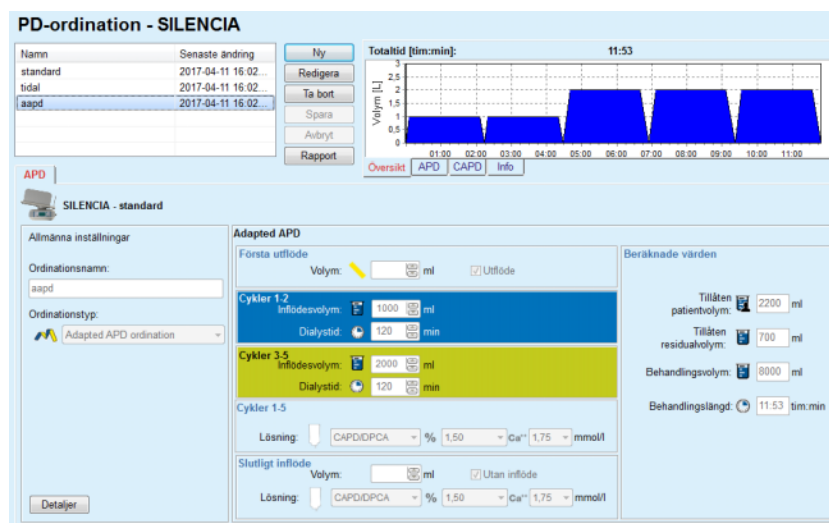 PD-ordination - SILENCIA
Namn Senaste ändring
standard 2017-04-11 16:02...
tidal 2017-04-11 16:02...
aapd 2017-04-11 16:02...
Ny
Redigera
Ta bort
Spara
Avbryt
Rapport
Totaltid [tim:min]: 11:53
Volym [L]
3
2,5
2
1,5
1
0,5
0
01:00 02:00 03:00 04:00 05:00 06:00 07:00 08:00 09:00 10:00 11:00
Översikt APD CAPD Info
APD
SILENCIA - standard
Allmänna inställningar
Ordinationsnamn:
aapd
Ordinationstyp:
Adapted APD ordination
Detaljer
Adapted APD
Första utflöde
Volym: ml Utflöde
Cykler 1-2
Inflödesvolym: 1000 ml
Dialystid: 120 min
Cykler 3-5
Inflödesvolym: 2000 ml
Dialystid: 120 min
Cykler 1-5
Lösning: CAPD/DPCA % 1,50 Ca⁺⁺ 1,75 mmol/l
Slutligt inflöde
Volym: ml Utan inflöde
Lösning: CAPD/DPCA % 1,50 Ca⁺⁺ 1,75 mmol/l
Beräknade värden
Tillåten
patientvolym: 2200 ml
Tillåten
residualvolym: 700 ml
Behandlingsvolym: 8000 ml
Behandlingslängd: 11:53 tim:min